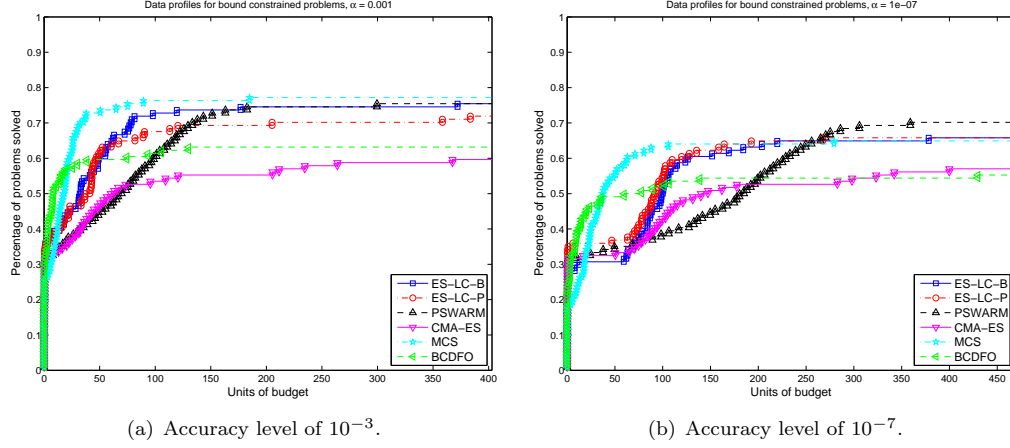 Data profiles for bound constrained problems, α = 0.001
Percentage of problems solved
1
0.9
0.8
0.7
0.6
0.5
0.4
0.3
0.2
0.1
0
0 50 100 150 200 250 300 350 400
Units of budget
ES-LC-B
ES-LC-P
PSWARM
CMA-ES
MCS
BCDFO
(a) Accuracy level of 10⁻³.
Data profiles for bound constrained problems, α = 1e-07
Percentage of problems solved
1
0.9
0.8
0.7
0.6
0.5
0.4
0.3
0.2
0.1
0
0 50 100 150 200 250 300 350 400 450
Units of budget
ES-LC-B
ES-LC-P
PSWARM
CMA-ES
MCS
BCDFO
(b) Accuracy level of 10⁻⁷.